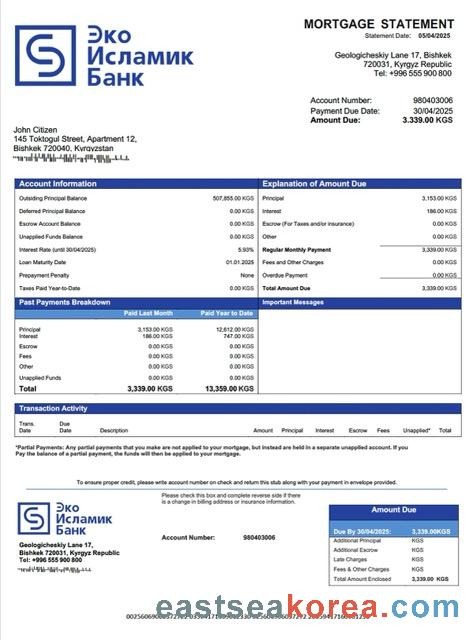 Эко
Исламик
Банк
MORTGAGE STATEMENT
Statement Date: 05/04/2025
Geologicheskiy Lane 17, Bishkek
720031, Kyrgyz Republic
Tel: +996 555 900 800
Account Number: 980403006
Payment Due Date: 30/04/2025
Amount Due: 3.339.00 KGS
John Citizen
145 Toktogul Street, Apartment 12,
Bishkek 720040, Kyrgyzstan
Account Information
Outsiding Principal Balance 507,855.00 KGS
Deferred Principal Balance 0.00 KGS
Escrow Account Balance 0.00 KGS
Unapplied Funds Balance 0.00 KGS
Interest Rate (until 30/04/2025) 5.93%
Loan Maturity Date 01.01.2025
Prepayment Penalty None
Taxes Paid Year-to-Date 0.00 KGS
Explanation of Amount Due
Principal 3,153.00 KGS
Interest 186.00 KGS
Escrow (For Taxes and/or insurance) 0.00 KGS
Other 0.00 KGS
Regular Monthly Payment 3,339.00 KGS
Fees and Other Charges 0.00 KGS
Overdue Payment 0.00 KGS
Total Amount Due 3,339.00 KGS
Past Payments Breakdown
Paid Last Month Paid Year to Date
Principal 3,153.00 KGS 12,612.00 KGS
Interest 186.00 KGS 747.00 KGS
Escrow 0.00 KGS 0.00 KGS
Fees 0.00 KGS 0.00 KGS
Other 0.00 KGS 0.00 KGS
Unapplied Funds 0.00 KGS 0.00 KGS
Total 3,339.00 KGS 13,359.00 KGS
Important Messages
Transaction Activity
Trans. Date Due Date Description Amount Principal Interest Escrow Fees Unapplied* Total
*Partial Payments: Any partial payments that you make are not applied to your mortgage, but instead are held in a separate unapplied account. If you
Pay the balance of a partial payment, the funds will then be applied to your mortgage.
To ensure proper credit, please write account number on check and return this stub along with your payment in envelope provided.
Эко
Исламик
Банк
Geologicheskiy Lane 17,
Bishkek 720031, Kyrgyz Republic
Tel: +996 555 900 800
Please check this box and complete reverse side if there
is a change in billing address or insurance information.
Account Number: 980403006
Amount Due
Due By 30/04/2025: 3,339.00KGS
Additional Principal KGS
Additional Escrow KGS
Late Charges KGS
Fees & Other Charges KGS
Total Amount Enclosed 3,339.00 KGS
eastseakorea.com